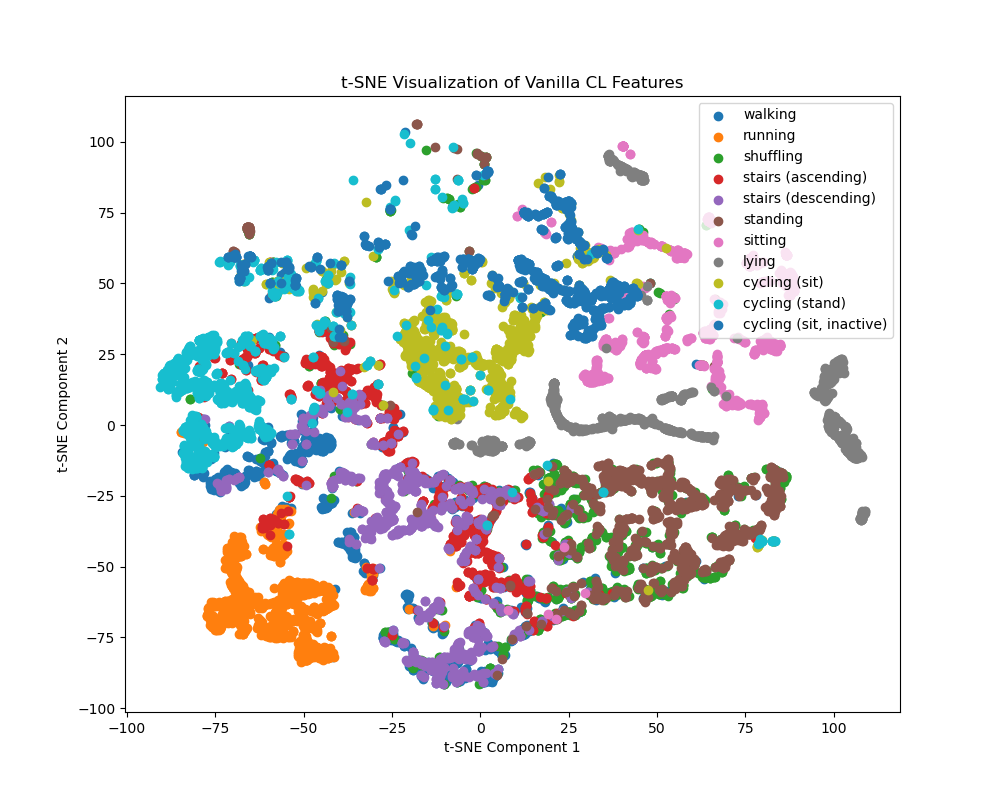 t-SNE Visualization of Vanilla CL Features
walking
running
shuffling
stairs (ascending)
stairs (descending)
standing
sitting
lying
cycling (sit)
cycling (stand)
cycling (sit, inactive)
100
75
50
25
0
−25
−50
−75
−100
t-SNE Component 2
−100 −75 −50 −25 0 25 50 75 100
t-SNE Component 1